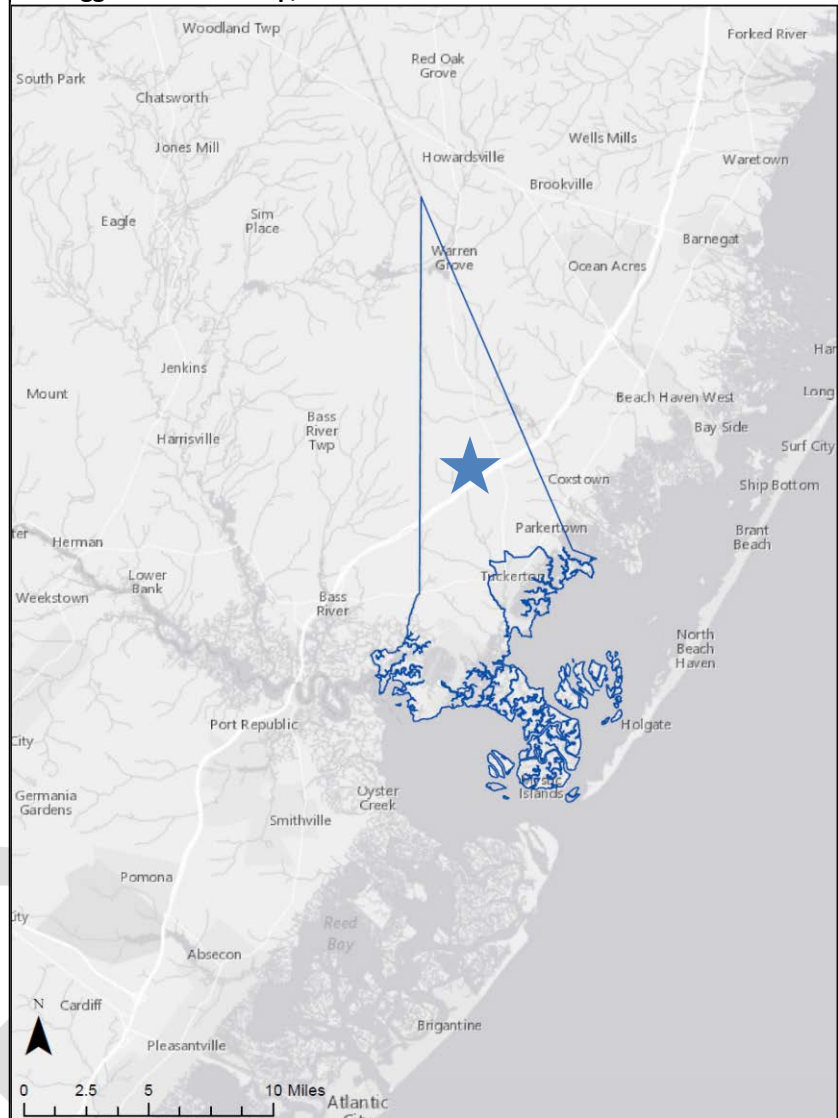 Woodland Twp
Forked River
Red Oak
Grove
South Park
Chatsworth
Wells Mills
Jones Mill
Howardsville
Waretown
Brookville
Eagle
Sim
Place
Barnegat
Warren
Grove
Ocean Acres
Har
Jenkins
Mount
Beach Haven West
Long
Bass
River
Twp
Bay Side
Harrisville
Surf City
Coxstown
Ship Bottom
Parkertown
Brant
Beach
ter
Herman
Lower
Bank
Tuckerton
Weekstown
Bass
River
North
Beach
Haven
Port Republic
Holgate
City
Oyster
Creek
Islands
Germania
Gardens
Smithville
Pomona
ity
Reed
Bay
Absecon
N
Cardiff
Brigantine
Pleasantville
0 2.5 5 10 Miles
Atlantic